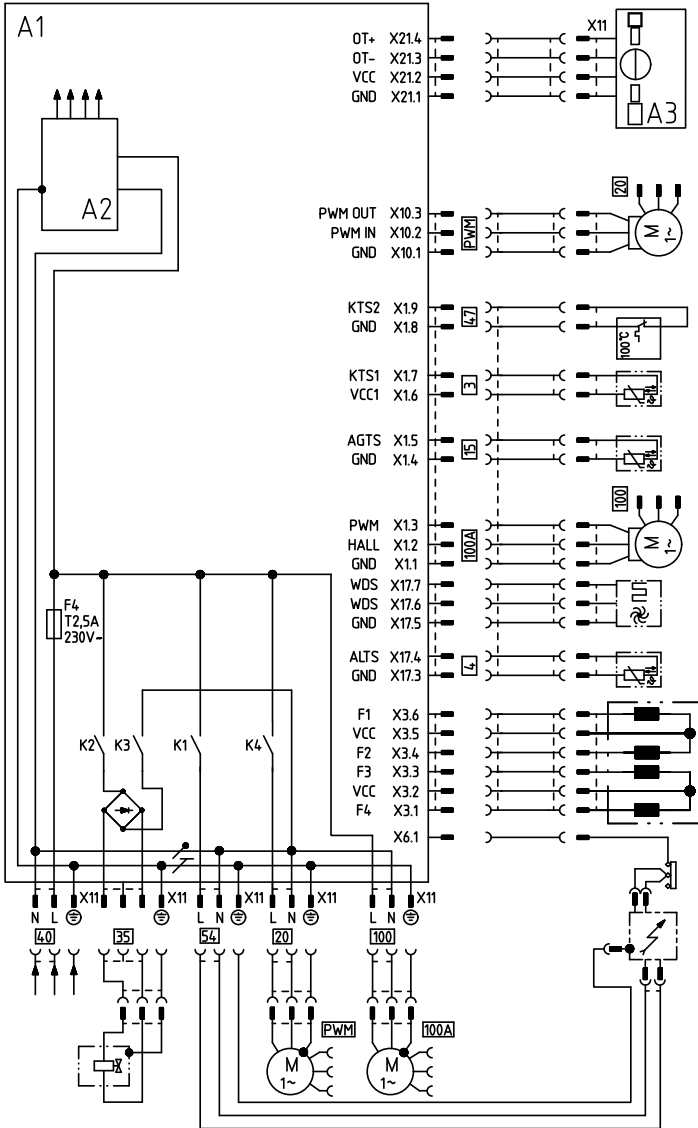 A1
OT+ X21.4
OT- X21.3
VCC X21.2
GND X21.1
X11
A3
A2
PWM OUT X10.3
PWM IN X10.2
GND X10.1
PWM
20
M
1~
KTS2 X1.9
GND X1.8
47
100°C
KTS1 X1.7
VCC1 X1.6
3
AGTS X1.5
GND X1.4
15
100
PWM X1.3
HALL X1.2
GND X1.1
100A
M
1~
WDS X17.7
WDS X17.6
GND X17.5
ALTS X17.4
GND X17.3
4
F4
T2,5A
230V~
F1 X3.6
VCC X3.5
F2 X3.4
F3 X3.3
VCC X3.2
F4 X3.1
K2 K3 K1 K4
X6.1
X11 X11 X11 X11 X11
N L L N L N L N
40 35 54 20 100
PWM 100A
M M
1~ 1~